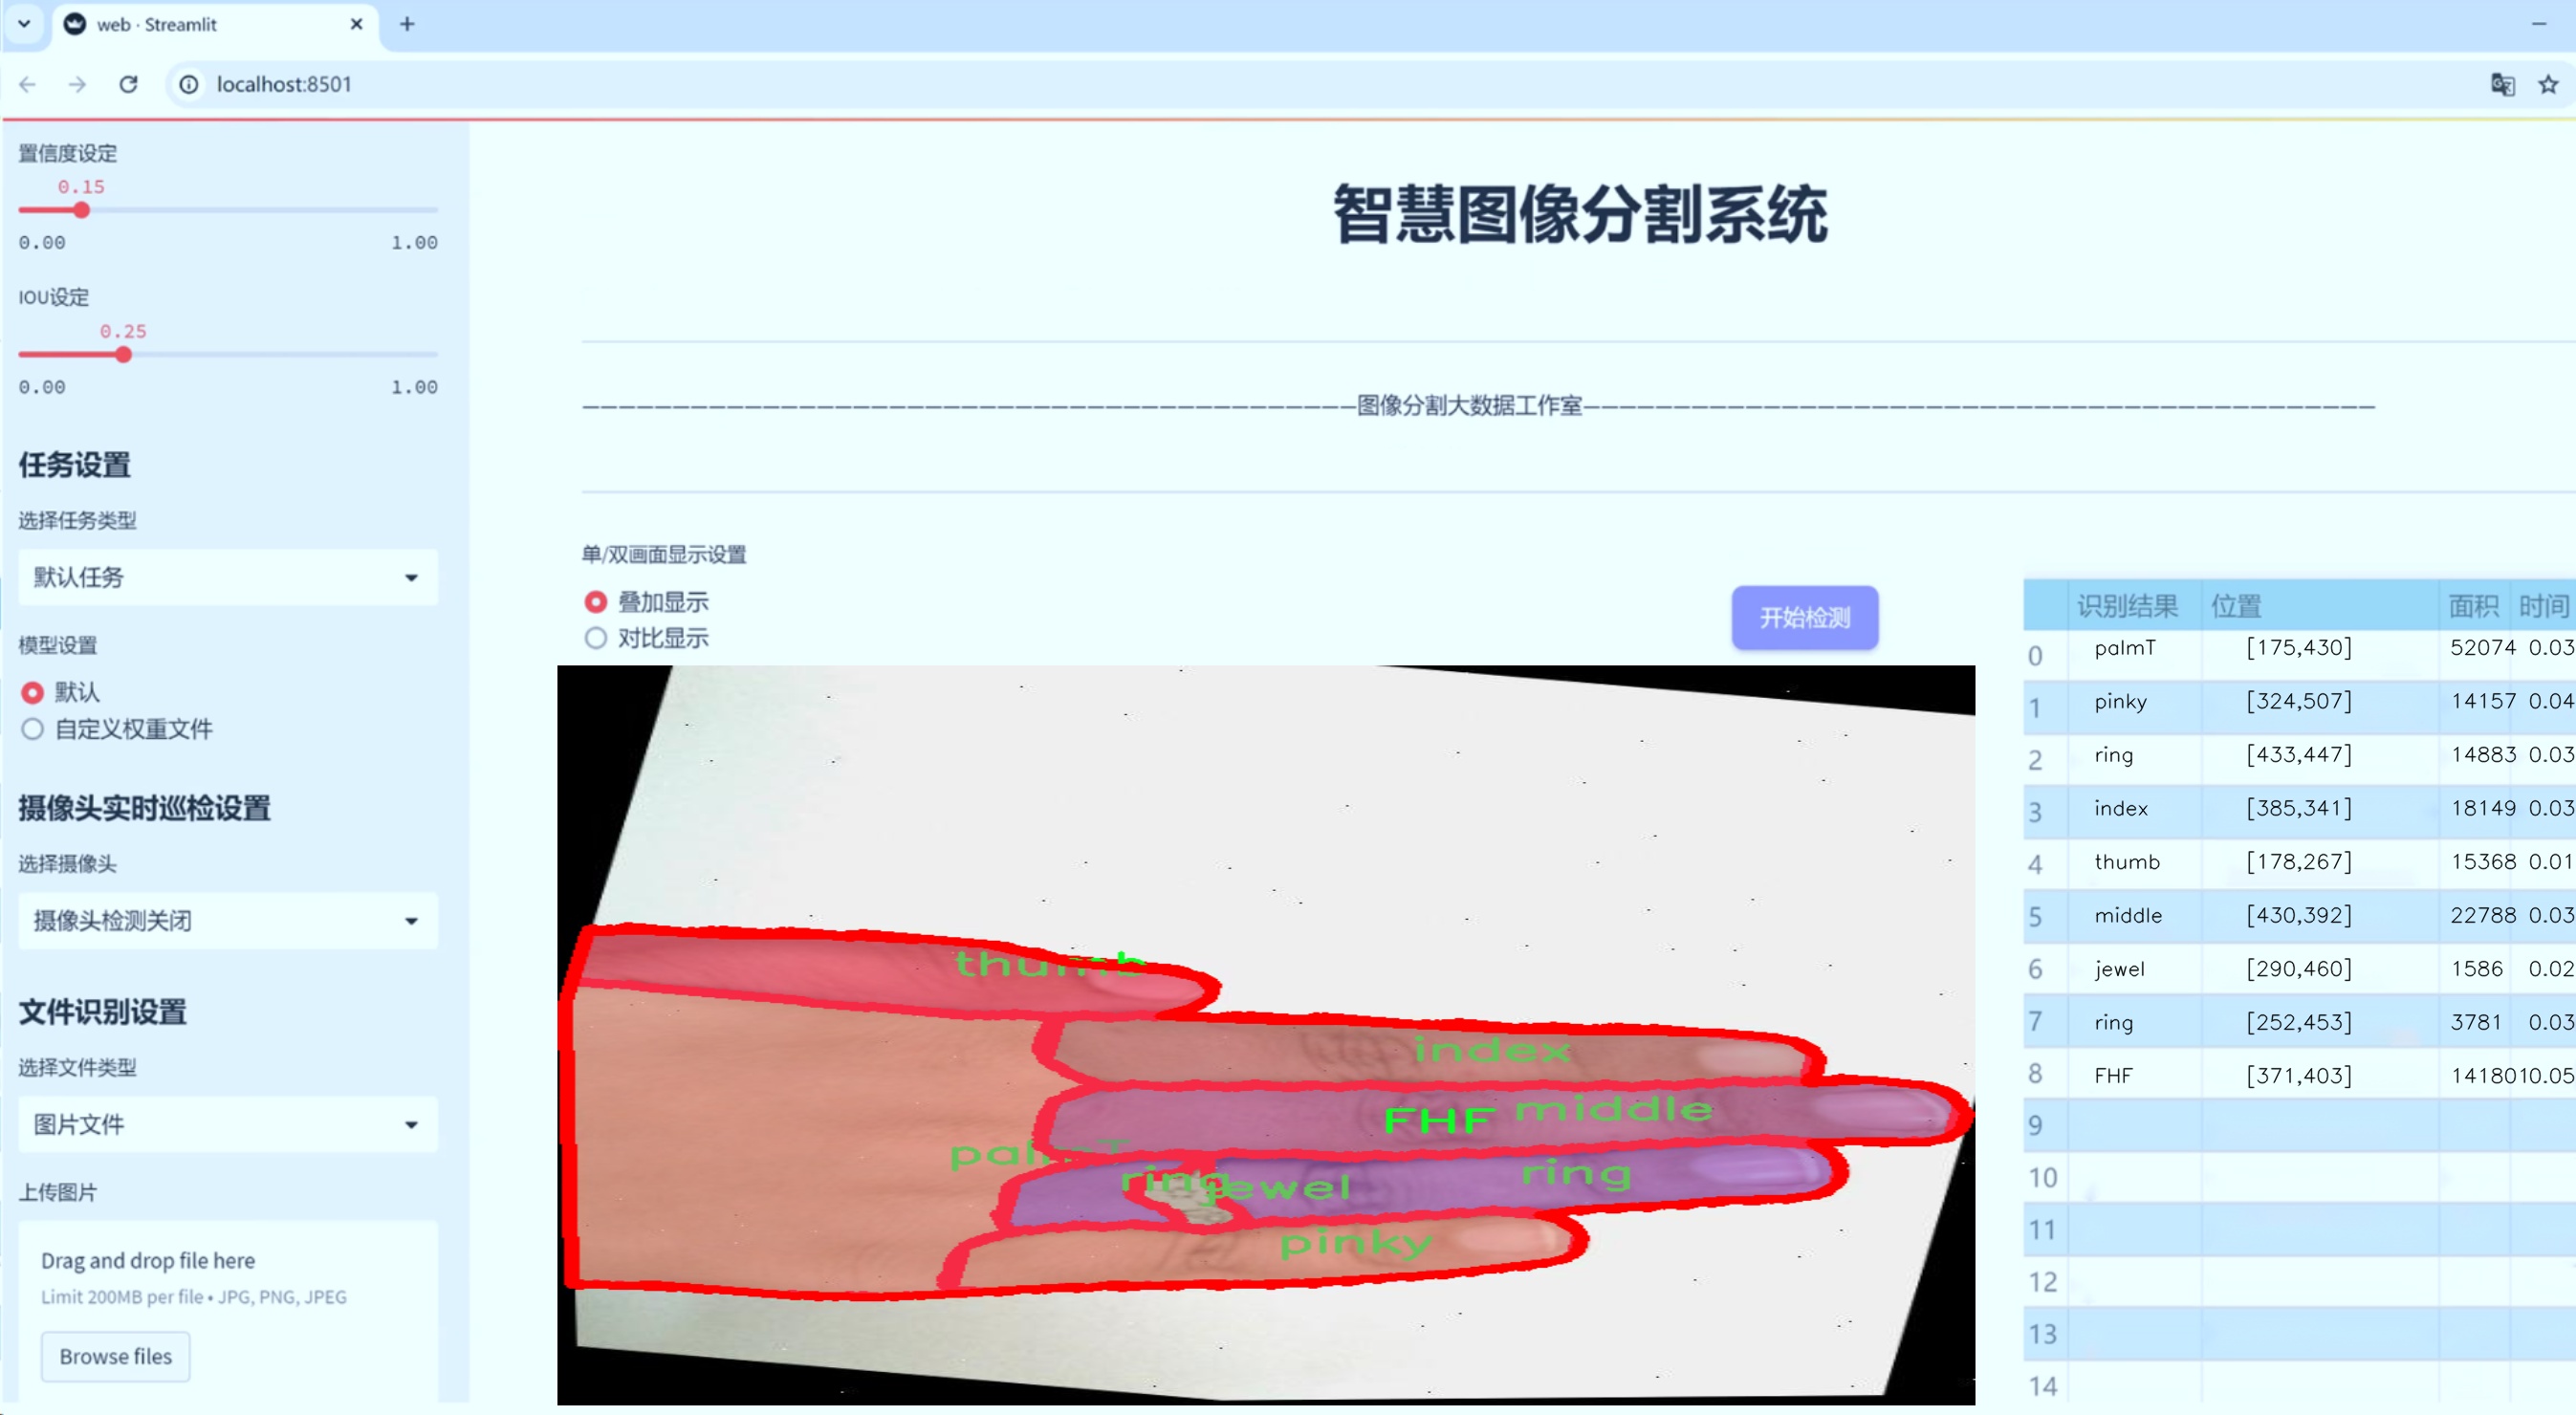 web · Streamlit
localhost:8501
置信度设定
0.15
0.00 1.00
IOU设定
0.25
0.00 1.00
任务设置
选择任务类型
默认任务
模型设置
默认
自定义权重文件
摄像头实时巡检设置
选择摄像头
摄像头检测关闭
文件识别设置
选择文件类型
图片文件
上传图片
Drag and drop file here
Limit 200MB per file • JPG, PNG, JPEG
Browse files
智慧图像分割系统
图像分割大数据工作室
单/双画面显示设置
叠加显示
对比显示
开始检测
thumb
index
FHF middle
palmT
ring jewel ring
pinky
识别结果 位置 面积 时间
0 palmT [175,430] 52074 0.03
1 pinky [324,507] 14157 0.04
2 ring [433,447] 14883 0.03
3 index [385,341] 18149 0.03
4 thumb [178,267] 15368 0.01
5 middle [430,392] 22788 0.03
6 jewel [290,460] 1586 0.02
7 ring [252,453] 3781 0.03
8 FHF [371,403] 1418010.05
9
10
11
12
13
14